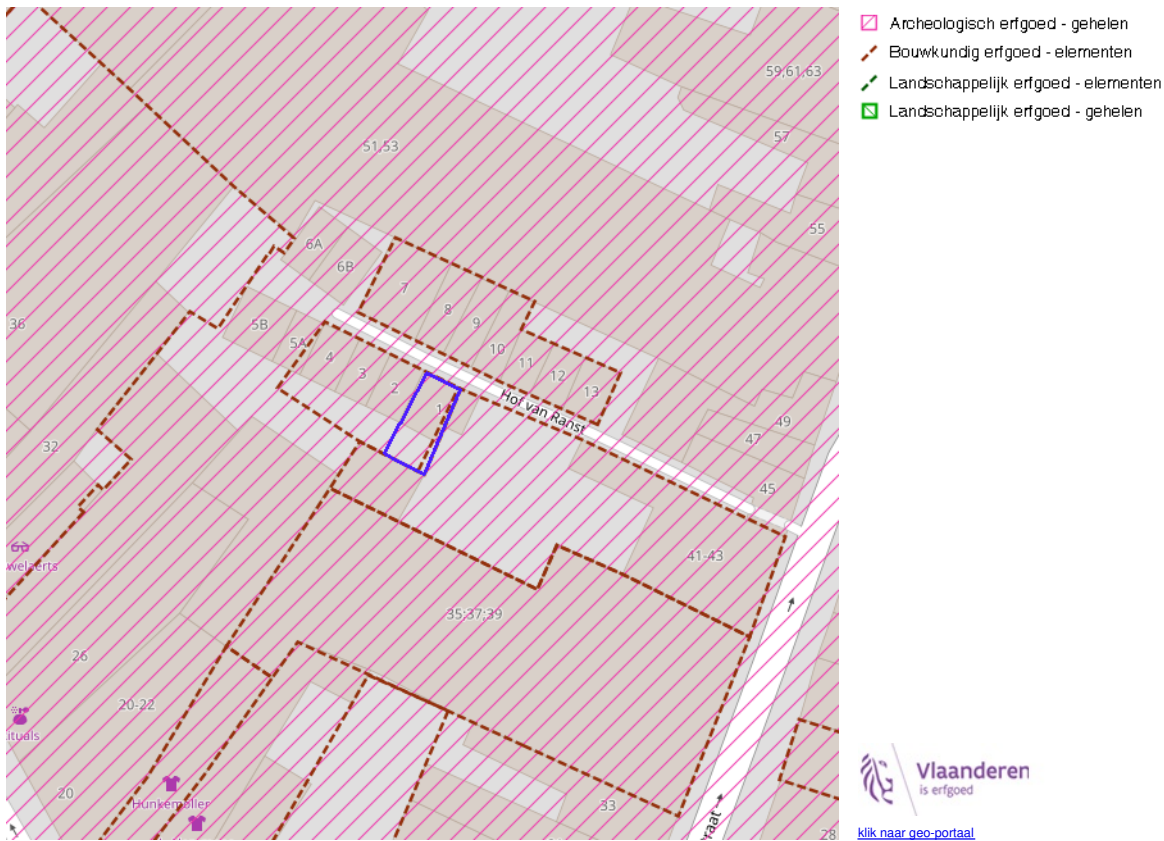 Archeologisch erfgoed - gehelen
Bouwkundig erfgoed - elementen
Landschappelijk erfgoed - elementen
Landschappelijk erfgoed - gehelen
59,61,63
57
51,53
55
6A
6B
7
8
9
10
11
12
13
36
5B
5A
4
3
2
1
Hof van Ranst
49
47
45
32
welaerts
41-43
35;37;39
26
20-22
ituals
20
Hunkemöller
33
raat
28
Vlaanderen
is erfgoed
klik naar geo-portaal